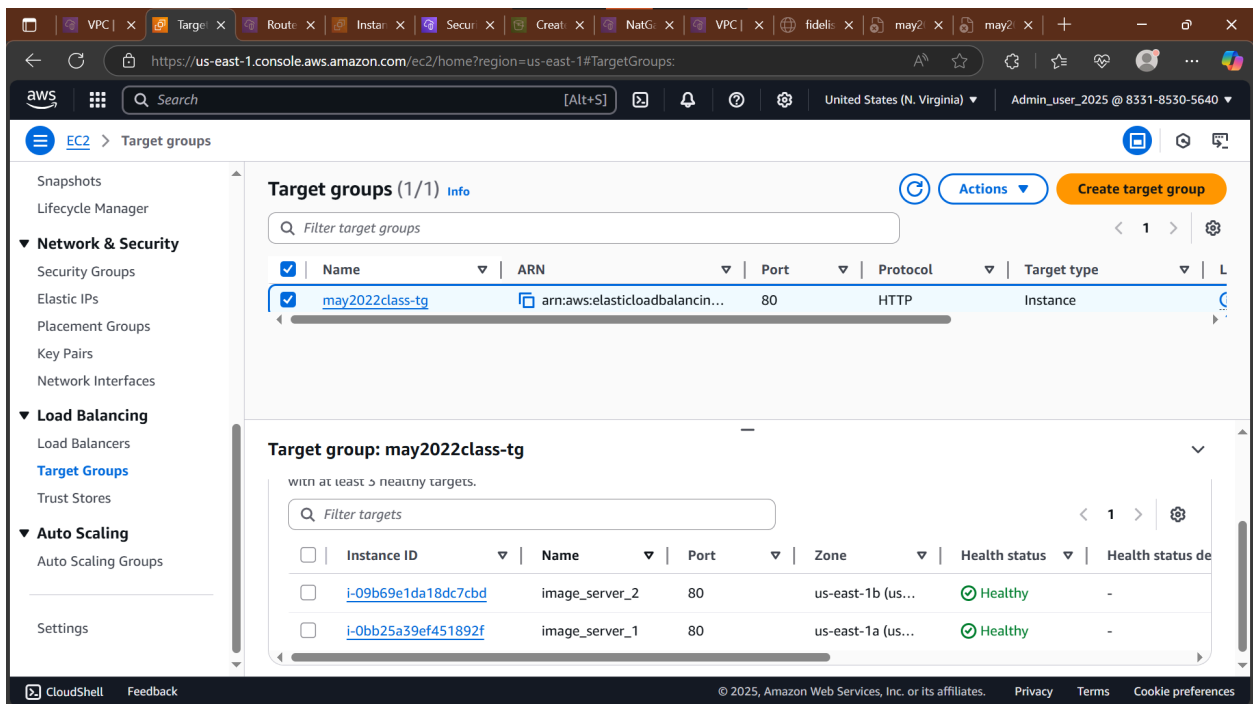 VPC | Targe Route Instan Securi Create NatGa VPC | fidelis may2 may2
https://us-east-1.console.aws.amazon.com/ec2/home?region=us-east-1#TargetGroups:
aws Search [Alt+S] United States (N. Virginia) ▼ Admin_user_2025 @ 8331-8530-5640 ▼
EC2 > Target groups
Snapshots
Lifecycle Manager
▼ Network & Security
Security Groups
Elastic IPs
Placement Groups
Key Pairs
Network Interfaces
▼ Load Balancing
Load Balancers
Target Groups
Trust Stores
▼ Auto Scaling
Auto Scaling Groups
Settings
Target groups (1/1) Info Actions ▼ Create target group
Filter target groups < 1 >
Name ARN Port Protocol Target type L
may2022class-tg arn:aws:elasticloadbalancin... 80 HTTP Instance
Target group: may2022class-tg
with at least 3 healthy targets.
Filter targets < 1 >
Instance ID Name Port Zone Health status Health status de
i-09b69e1da18dc7cbd image_server_2 80 us-east-1b (us... Healthy -
i-0bb25a39ef451892f image_server_1 80 us-east-1a (us... Healthy -
CloudShell Feedback © 2025, Amazon Web Services, Inc. or its affiliates. Privacy Terms Cookie preferences